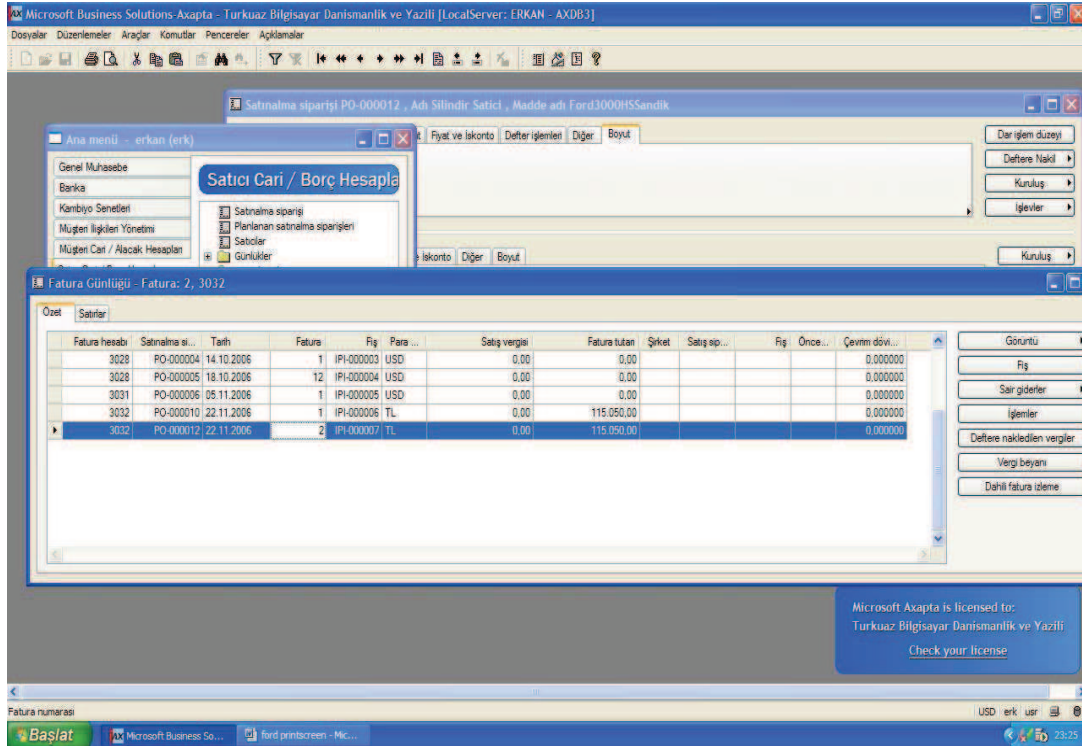 Microsoft Business Solutions-Axapta - Turkuaz Bilgisayar Danismanlik ve Yazili [LocalServer: ERKAN - AXDB3]
Dosyalar Düzenlemeler Araçlar Komutlar Pencereler Açıklamalar
Satınalma siparişi PO-000012 , Adı Silindir Satici , Madde adı Ford3000HSSandik
Fiyat ve Iskonto Defter işlemleri Diğer Boyut
Dar işlem düzeyi
Deftere Nakil
Kuruluş
İşlevler
Ana menü - erkan (erk)
Genel Muhasebe
Banka
Kambiyo Senetleri
Müşteri İlişkileri Yönetimi
Müşteri Cari / Alacak Hesapları
Satıcı Cari / Borç Hesapla
Satınalma siparişi
Planlanan satınalma siparişleri
Satıcılar
Günlükler
Iskonto Diğer Boyut
Kuruluş
Fatura Günlüğü - Fatura: 2, 3032
Özet Satırlar
Fatura hesabı Satınalma si... Tarih Fatura Fiş Para ... Satış vergisi Fatura tutarı Şirket Satış sip... Fiş Önce... Çevrim dövi...
3028 PO-000004 14.10.2006 1 IPI-000003 USD 0,00 0,00 0,000000
3028 PO-000005 18.10.2006 12 IPI-000004 USD 0,00 0,00 0,000000
3031 PO-000006 05.11.2006 1 IPI-000005 USD 0,00 0,00 0,000000
3032 PO-000010 22.11.2006 1 IPI-000006 TL 0,00 115.050,00 0,000000
3032 PO-000012 22.11.2006 2 IPI-000007 TL 0,00 115.050,00 0,000000
Görüntü
Fiş
Sair giderler
İşlemler
Deftere nakledilen vergiler
Vergi beyanı
Dahili fatura izleme
Microsoft Axapta is licensed to:
Turkuaz Bilgisayar Danismanlik ve Yazili
Check your license
Fatura numarası
USD erk usr
Başlat
Microsoft Business So...
ford printscreen - Mic...
23:25